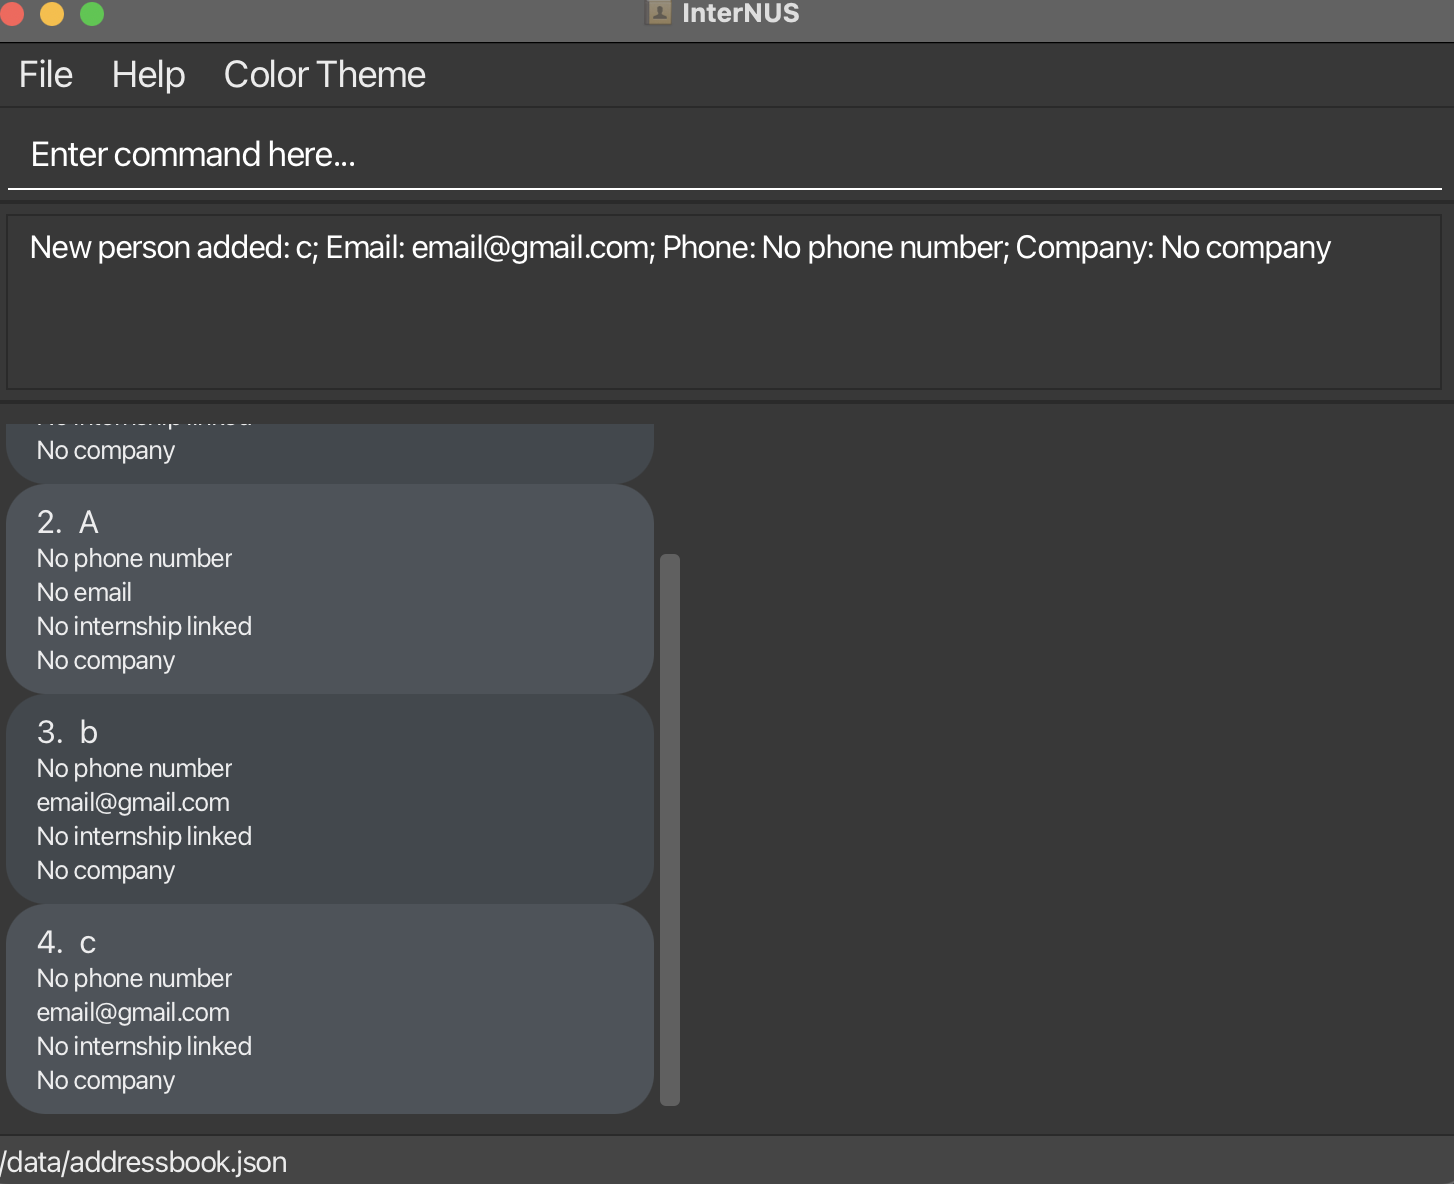 InterNUS
File Help Color Theme
Enter command here...
New person added: c; Email: email@gmail.com; Phone: No phone number; Company: No company
No internship linked
No company
2. A
No phone number
No email
No internship linked
No company
3. b
No phone number
email@gmail.com
No internship linked
No company
4. c
No phone number
email@gmail.com
No internship linked
No company
/data/addressbook.json